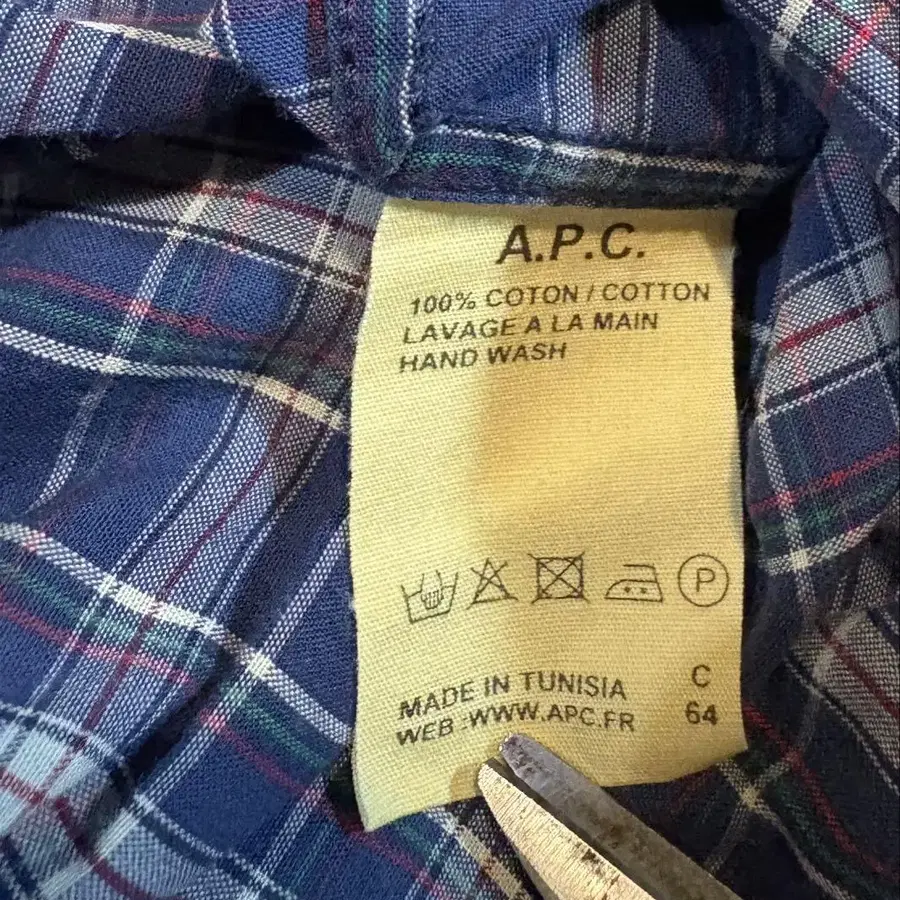 A.P.C.
100% COTON / COTTON
LAVAGE A LA MAIN
HAND WASH
P
MADE IN TUNISIA C
WEB :WWW.APC.FR 64